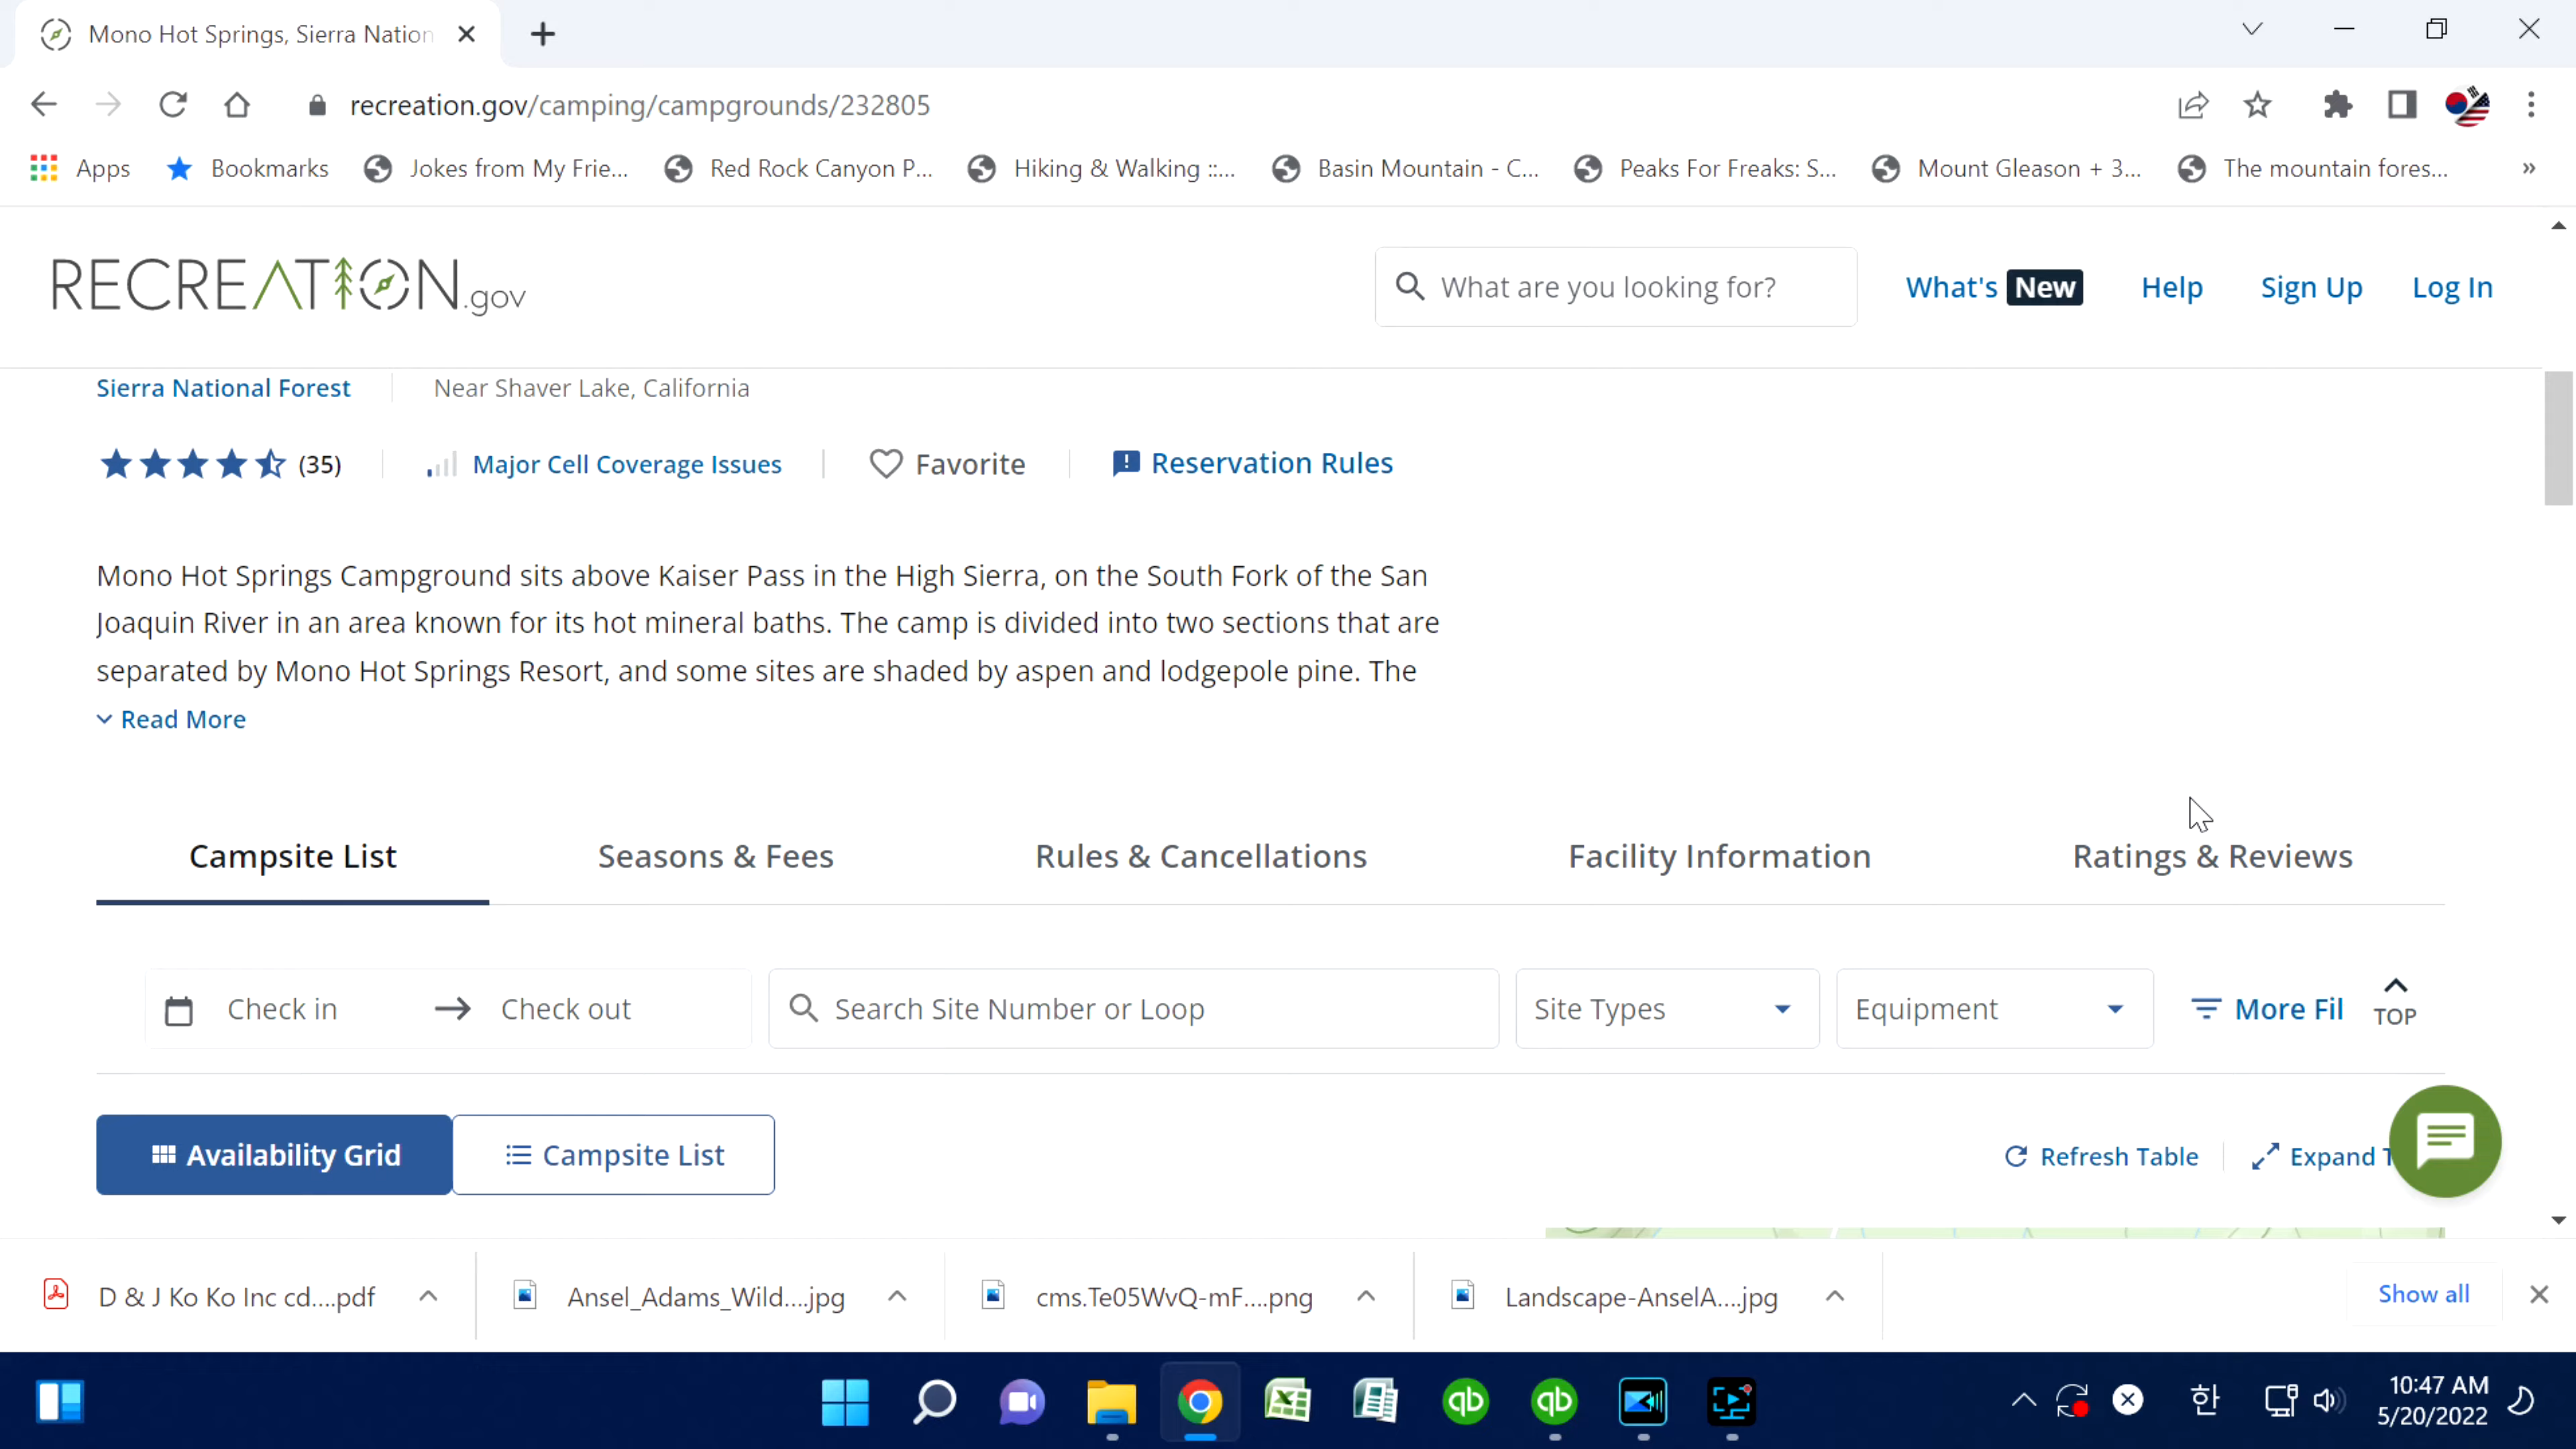 Mono Hot Springs, Sierra Nation
recreation.gov/camping/campgrounds/232805
Apps Bookmarks Jokes from My Frie... Red Rock Canyon P... Hiking & Walking ::... Basin Mountain - C... Peaks For Freaks: S... Mount Gleason + 3... The mountain fores... »
RECREATION.gov What are you looking for? What's New Help Sign Up Log In
Sierra National Forest Near Shaver Lake, California
(35) Major Cell Coverage Issues Favorite Reservation Rules
Mono Hot Springs Campground sits above Kaiser Pass in the High Sierra, on the South Fork of the San
Joaquin River in an area known for its hot mineral baths. The camp is divided into two sections that are
separated by Mono Hot Springs Resort, and some sites are shaded by aspen and lodgepole pine. The
Read More
Campsite List Seasons & Fees Rules & Cancellations Facility Information Ratings & Reviews
Check in → Check out Search Site Number or Loop Site Types Equipment More Fil TOP
Availability Grid Campsite List Refresh Table Expand T
D & J Ko Ko Inc cd....pdf Ansel_Adams_Wild....jpg cms.Te05WvQ-mF....png Landscape-AnselA....jpg Show all
qb qb 한 10:47 AM
5/20/2022